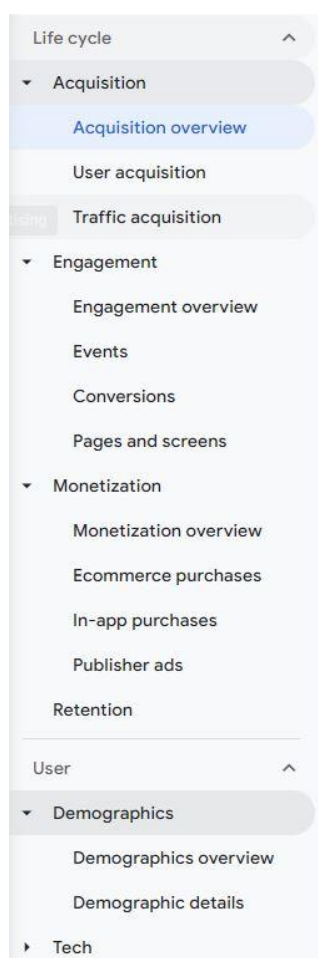 Life cycle
Acquisition
Acquisition overview
User acquisition
Traffic acquisition
Engagement
Engagement overview
Events
Conversions
Pages and screens
Monetization
Monetization overview
Ecommerce purchases
In-app purchases
Publisher ads
Retention
User
Demographics
Demographics overview
Demographic details
Tech